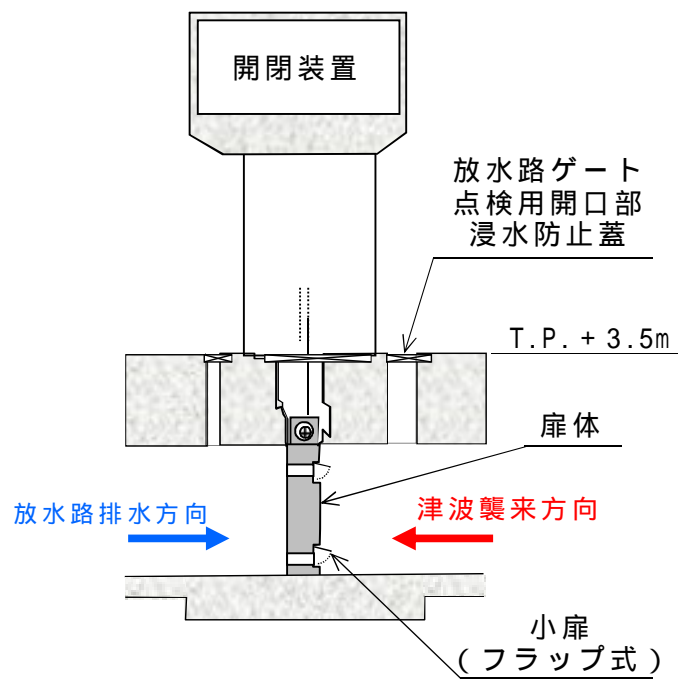 開閉装置
放水路ゲート
点検用開口部
浸水防止蓋
T.P.+3.5m
扉体
放水路排水方向
津波襲来方向
小扉
(フラップ式)